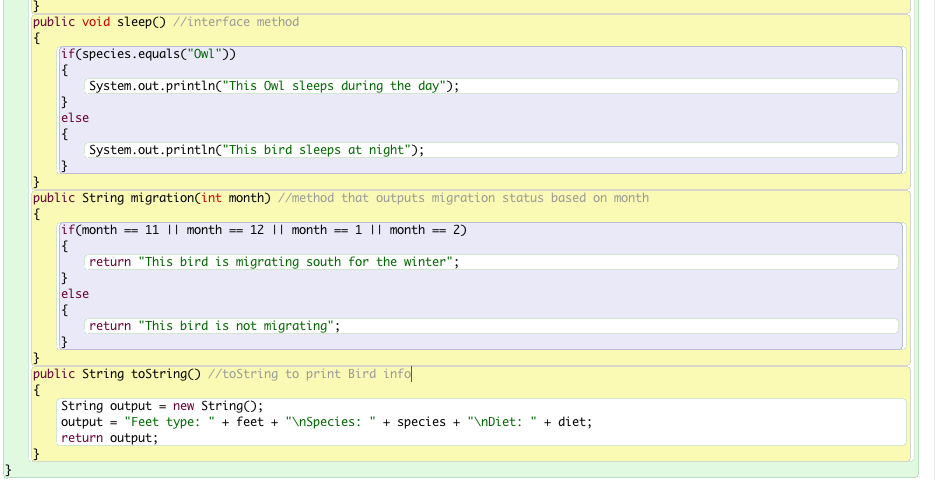 }
public void sleep() //interface method
{
if(species.equals("Owl"))
{
System.out.println("This Owl sleeps during the day");
}
else
{
System.out.println("This bird sleeps at night");
}
}
public String migration(int month) //method that outputs migration status based on month
{
if(month == 11 || month == 12 || month == 1 || month == 2)
{
return "This bird is migrating south for the winter";
}
else
{
return "This bird is not migrating";
}
}
public String toString() //toString to print Bird info
{
String output = new String();
output = "Feet type: " + feet + "\nSpecies: " + species + "\nDiet: " + diet;
return output;
}
}